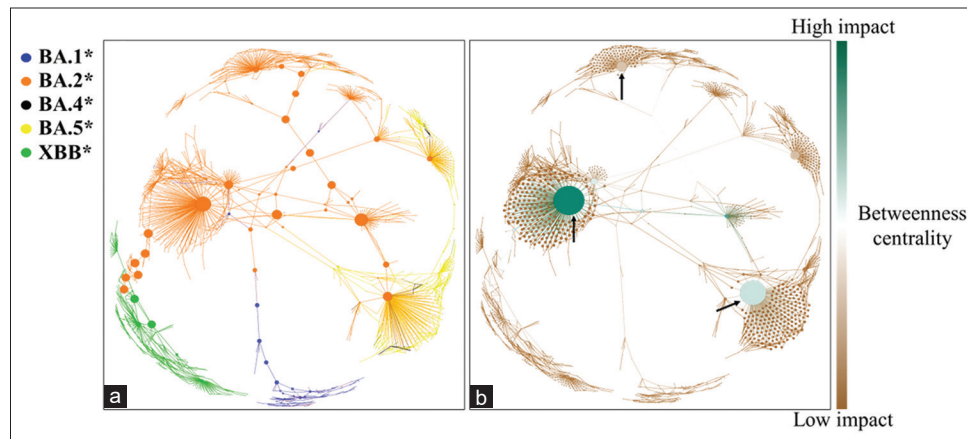 BA.1*
BA.2*
BA.4*
BA.5*
XBB*
a
b
High impact
Betweenness
centrality
Low impact